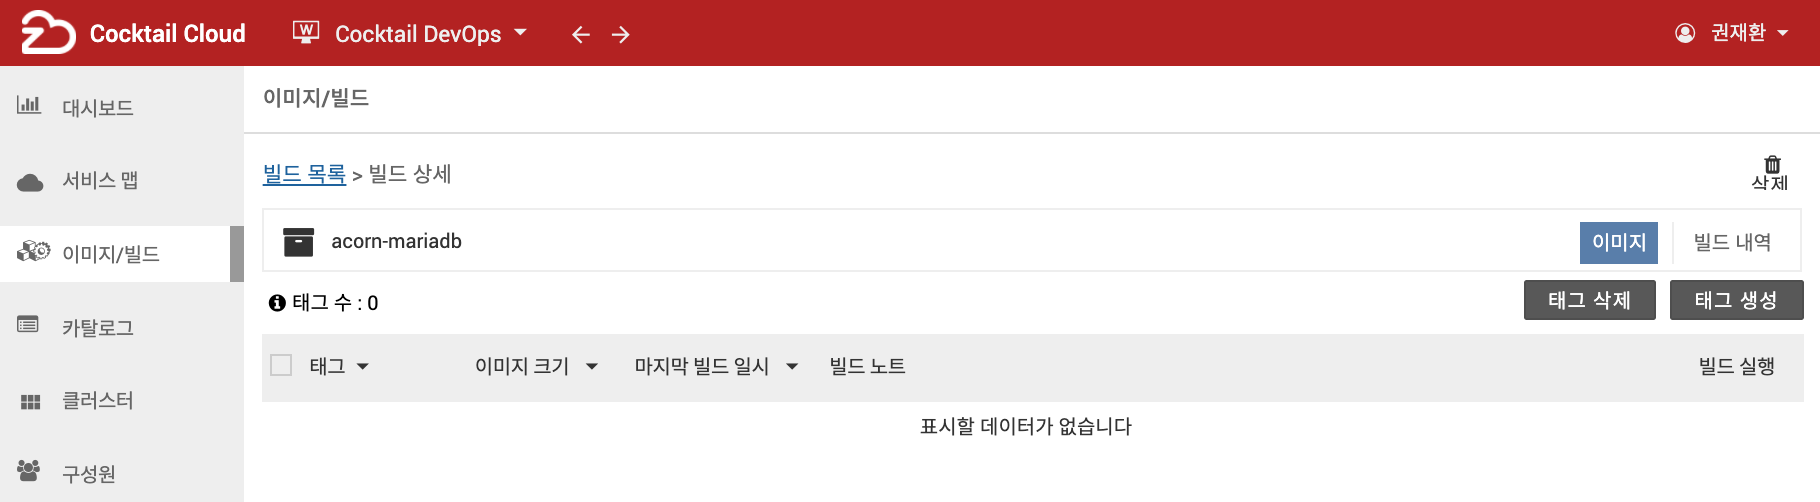 Cocktail Cloud W Cocktail DevOps 권재환
대시보드
서비스 맵
이미지/빌드
카탈로그
클러스터
구성원
이미지/빌드
빌드 목록 > 빌드 상세 삭제
acorn-mariadb 이미지 빌드 내역
태그 수 : 0 태그 삭제 태그 생성
태그 이미지 크기 마지막 빌드 일시 빌드 노트 빌드 실행
표시할 데이터가 없습니다